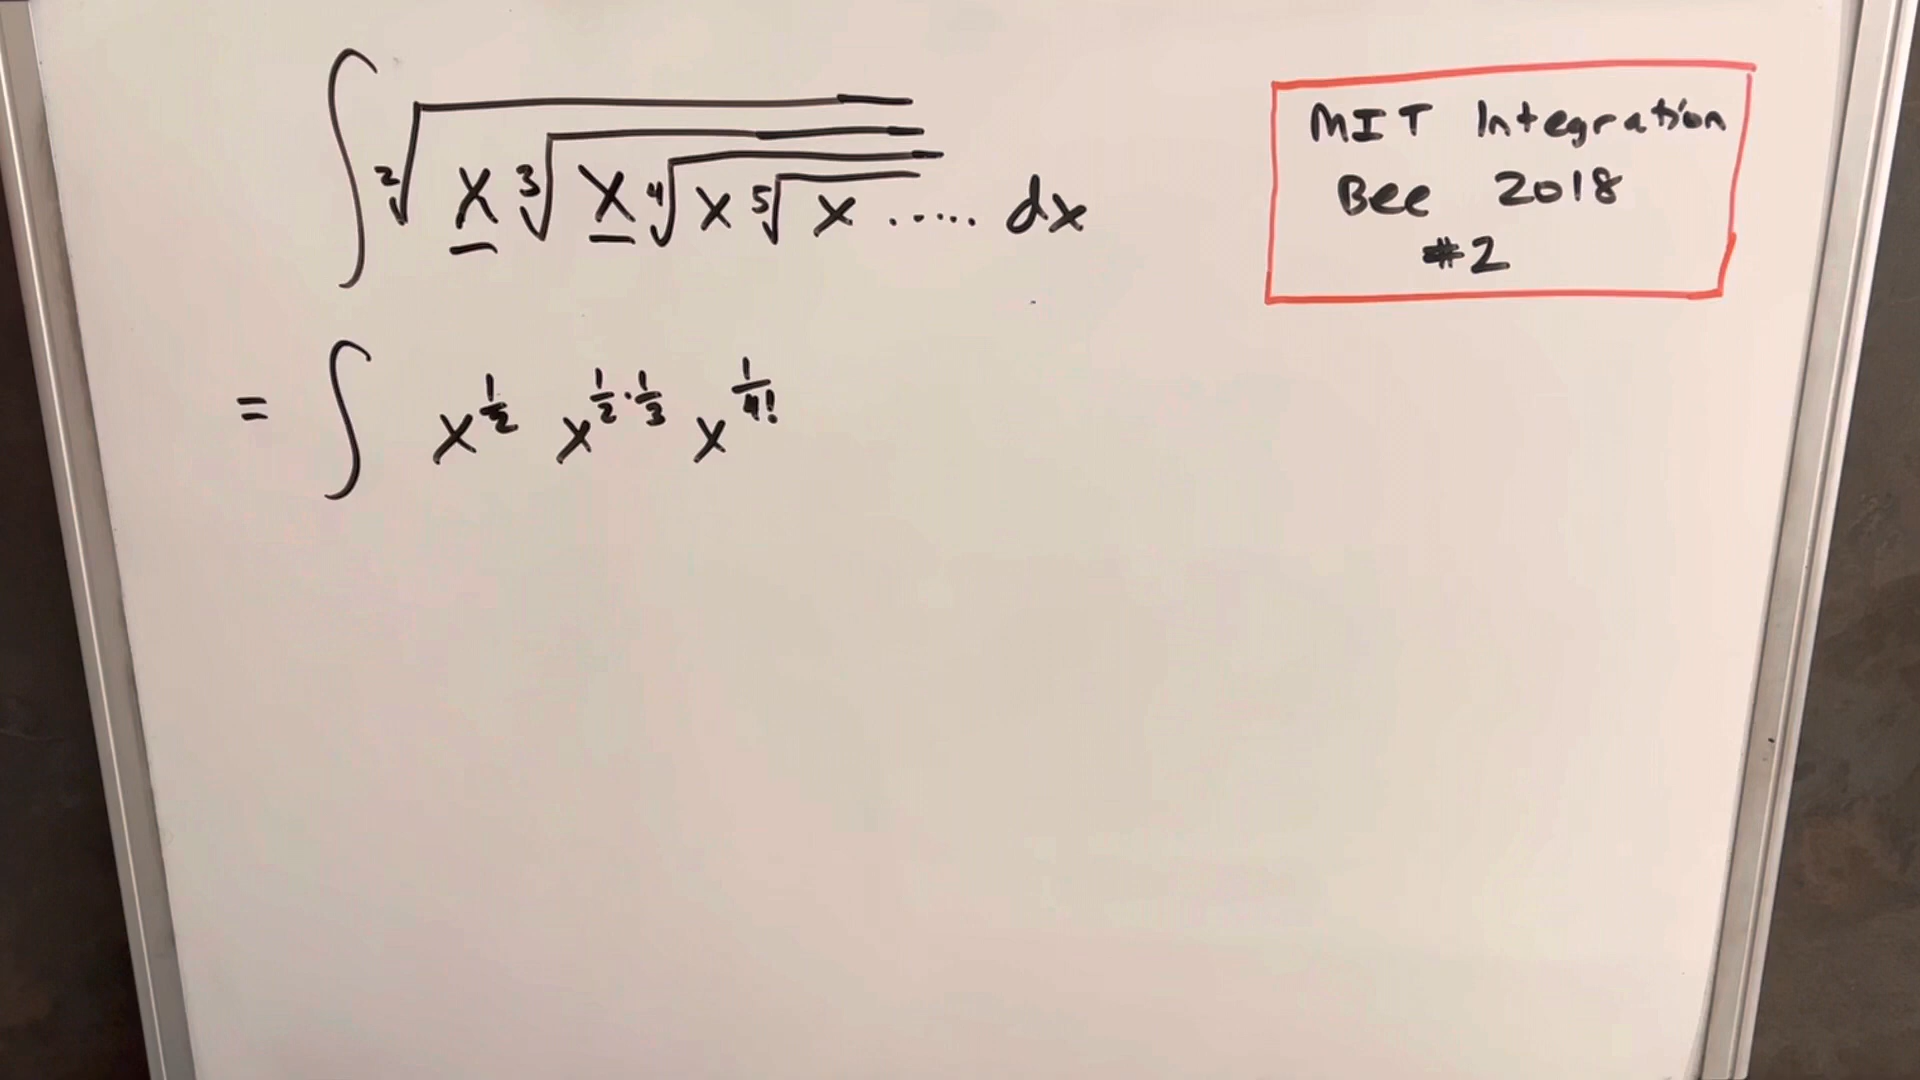 ∫ ²√(x ³√(x ⁴√(x ⁵√(x ..... dx
MIT Integration
Bee 2018
#2
= ∫ x^(1/2) x^(1/2 · 1/3) x^(1/4!)